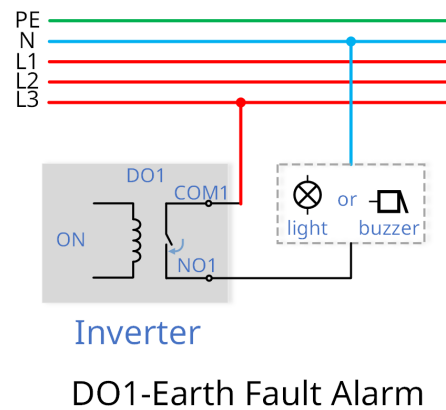 PE
N
L1
L2
L3
DO1
COM1
ON
NO1
light or buzzer
Inverter
DO1-Earth Fault Alarm